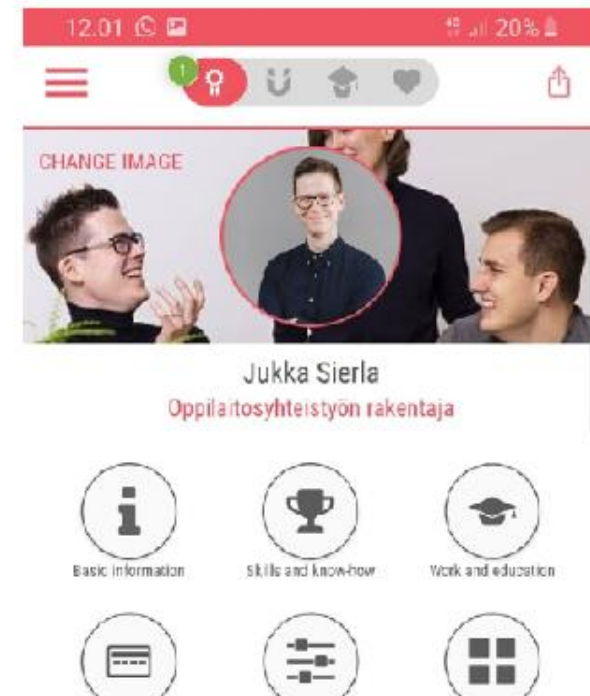 12.01 20%
1
CHANGE IMAGE
Jukka Sierla
Oppilaitosyhteistyön rakentaja
Basic information Skills and know-how Work and education